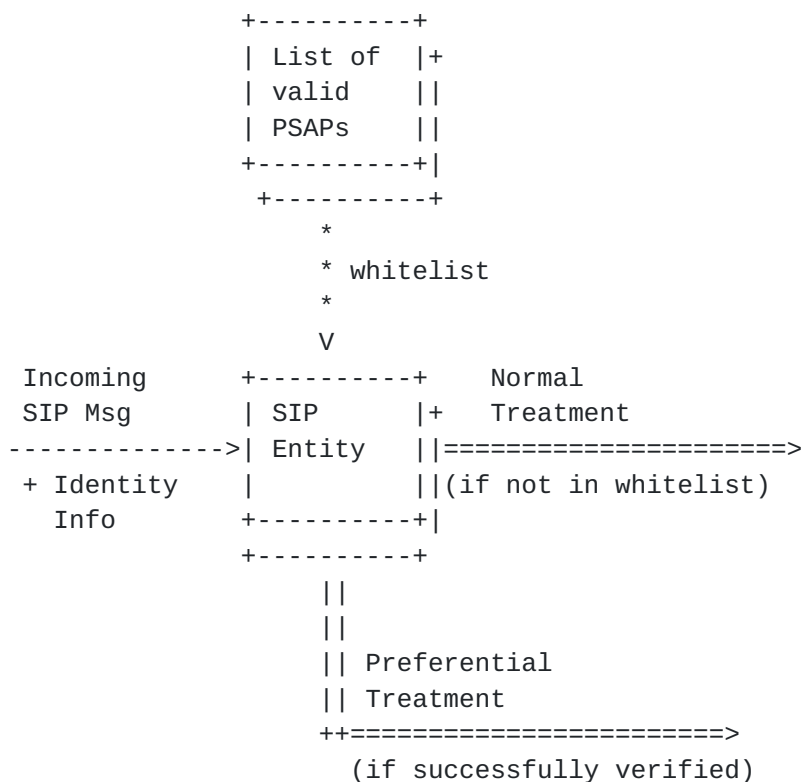 +----------+
| List of  |+
| valid    ||
| PSAPs    ||
+----------+|
+----------+
*
* whitelist
*
V
Incoming      +----------+    Normal
SIP Msg       | SIP      |+   Treatment
-------------->| Entity   ||======================>
+ Identity    |          ||(if not in whitelist)
Info        +----------+|
+----------+
||
||
|| Preferential
|| Treatment
++========================>
(if successfully verified)